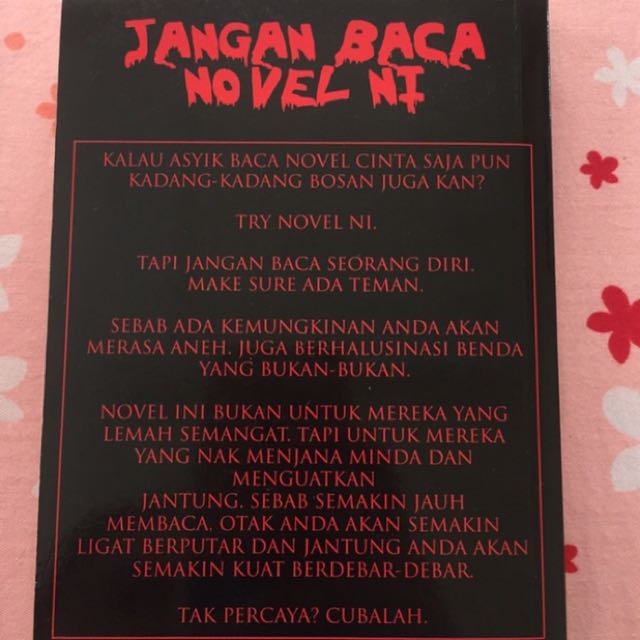 JANGAN BACA
NOVEL NI
KALAU ASYIK BACA NOVEL CINTA SAJA PUN
KADANG-KADANG BOSAN JUGA KAN?
TRY NOVEL NI.
TAPI JANGAN BACA SEORANG DIRI.
MAKE SURE ADA TEMAN.
SEBAB ADA KEMUNGKINAN ANDA AKAN
MERASA ANEH. JUGA BERHALUSINASI BENDA
YANG BUKAN-BUKAN.
NOVEL INI BUKAN UNTUK MEREKA YANG
LEMAH SEMANGAT. TAPI UNTUK MEREKA
YANG NAK MENJANA MINDA DAN
MENGUATKAN
JANTUNG. SEBAB SEMAKIN JAUH
MEMBACA, OTAK ANDA AKAN SEMAKIN
LIGAT BERPUTAR DAN JANTUNG ANDA AKAN
SEMAKIN KUAT BERDEBAR-DEBAR.
TAK PERCAYA? CUBALAH.